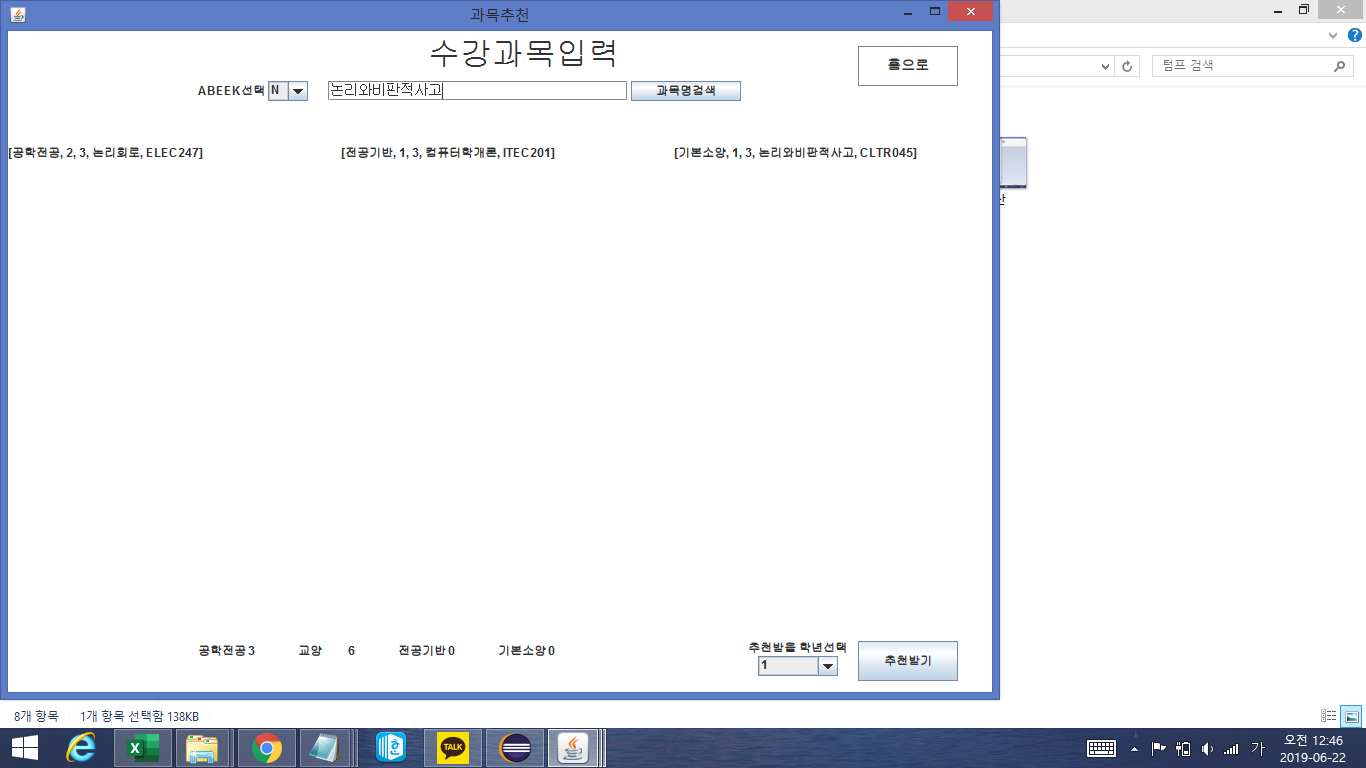 과목추천
수강과목입력
홈으로
ABEEK선택 N 논리와비판적사고 과목명검색
[공학전공, 2, 3, 논리회로, ELEC247] [전공기반, 1, 3, 컴퓨터학개론, ITEC201] [기본소양, 1, 3, 논리와비판적사고, CLTR045]
공학전공 3 교양 6 전공기반 0 기본소양 0
추천받을 학년선택
1
추천받기
텀프 검색
8개 항목 1개 항목 선택함 138KB
TALK
가
오전 12:46
2019-06-22